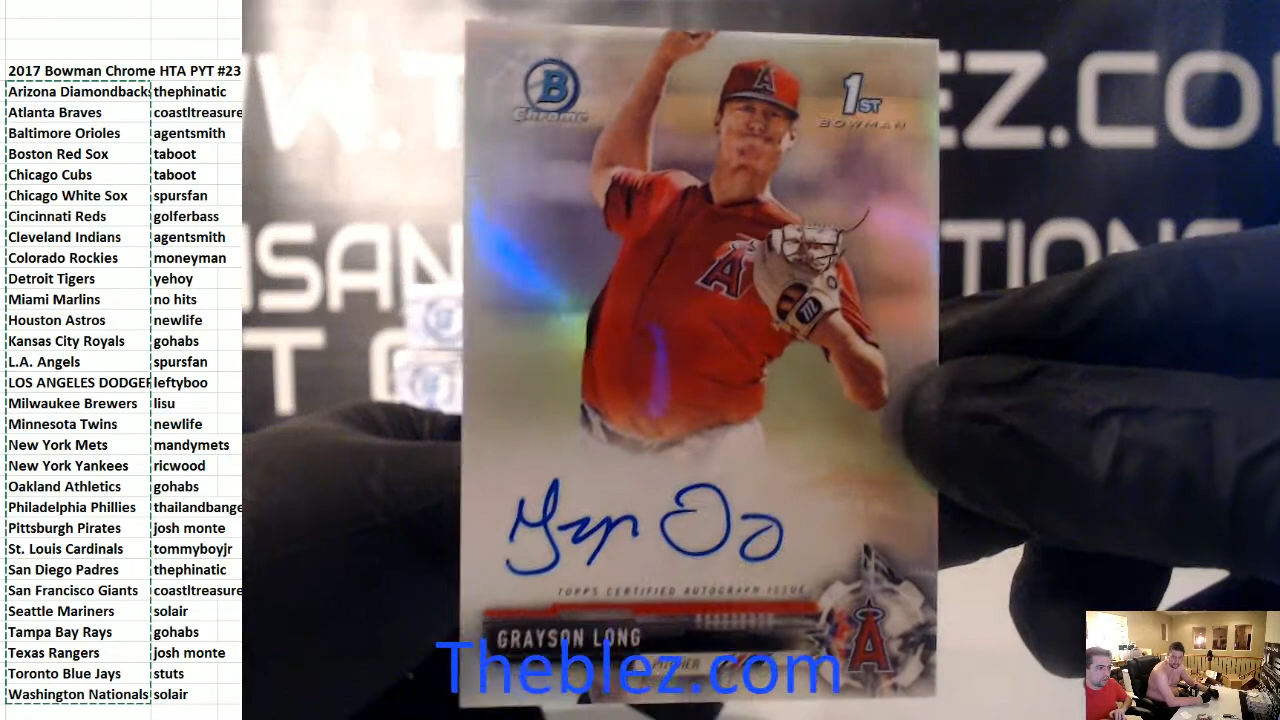 2017 Bowman Chrome HTA PYT #23
Arizona Diamondbacks thephinatic
Atlanta Braves coastltreasure
Baltimore Orioles agentsmith
Boston Red Sox taboot
Chicago Cubs taboot
Chicago White Sox spursfan
Cincinnati Reds golferbass
Cleveland Indians agentsmith
Colorado Rockies moneyman
Detroit Tigers yehoy
Miami Marlins no hits
Houston Astros newlife
Kansas City Royals gohabs
L.A. Angels spursfan
LOS ANGELES DODGER leftyboo
Milwaukee Brewers lisu
Minnesota Twins newlife
New York Mets mandymets
New York Yankees ricwood
Oakland Athletics gohabs
Philadelphia Phillies thailandbange
Pittsburgh Pirates josh monte
St. Louis Cardinals tommyboyjr
San Diego Padres thephinatic
San Francisco Giants coastltreasure
Seattle Mariners solair
Tampa Bay Rays gohabs
Texas Rangers josh monte
Toronto Blue Jays stuts
Washington Nationals solair
W.T
EZ.CO
ISAN
TIONS
T
B
Chrome
1ST
BOWMAN
A
A
M
TOPPS CERTIFIED AUTOGRAPH ISSUE
GRAYSON LONG
PITCHER
A
Theblez.com